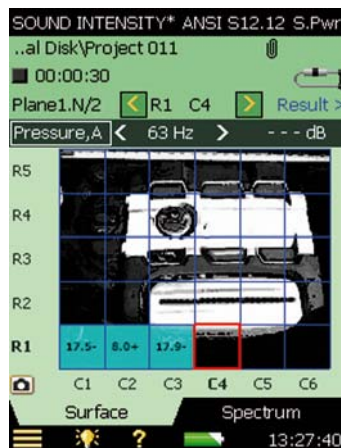 SOUND INTENSITY* ANSI S12.12 S.Pwr
..al Disk\Project 011
00:00:30
Plane1.N/2 < R1 C4 > Result >
Pressure,A < 63 Hz > - - - dB
R5
R4
R3
R2
R1 17.5- 8.0+ 17.9-
C1 C2 C3 C4 C5 C6
Surface Spectrum
? 13:27:40